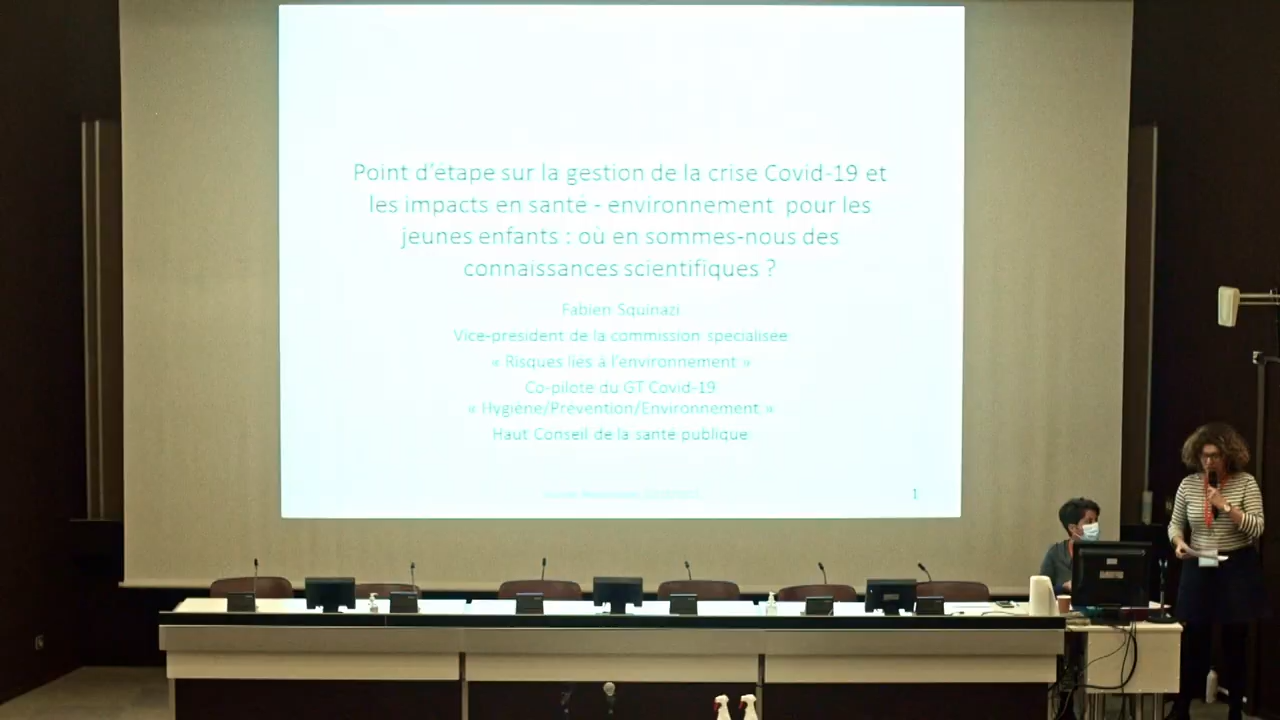 Point d'étape sur la gestion de la crise Covid-19 et
les impacts en santé - environnement pour les
jeunes enfants : où en sommes-nous des
connaissances scientifiques ?
Fabien Squinazi
Vice-président de la commission spécialisée
« Risques liés à l'environnement »
Co-pilote du GT Covid-19
« Hygiène/Prévention/Environnement »
Haut Conseil de la santé publique
1